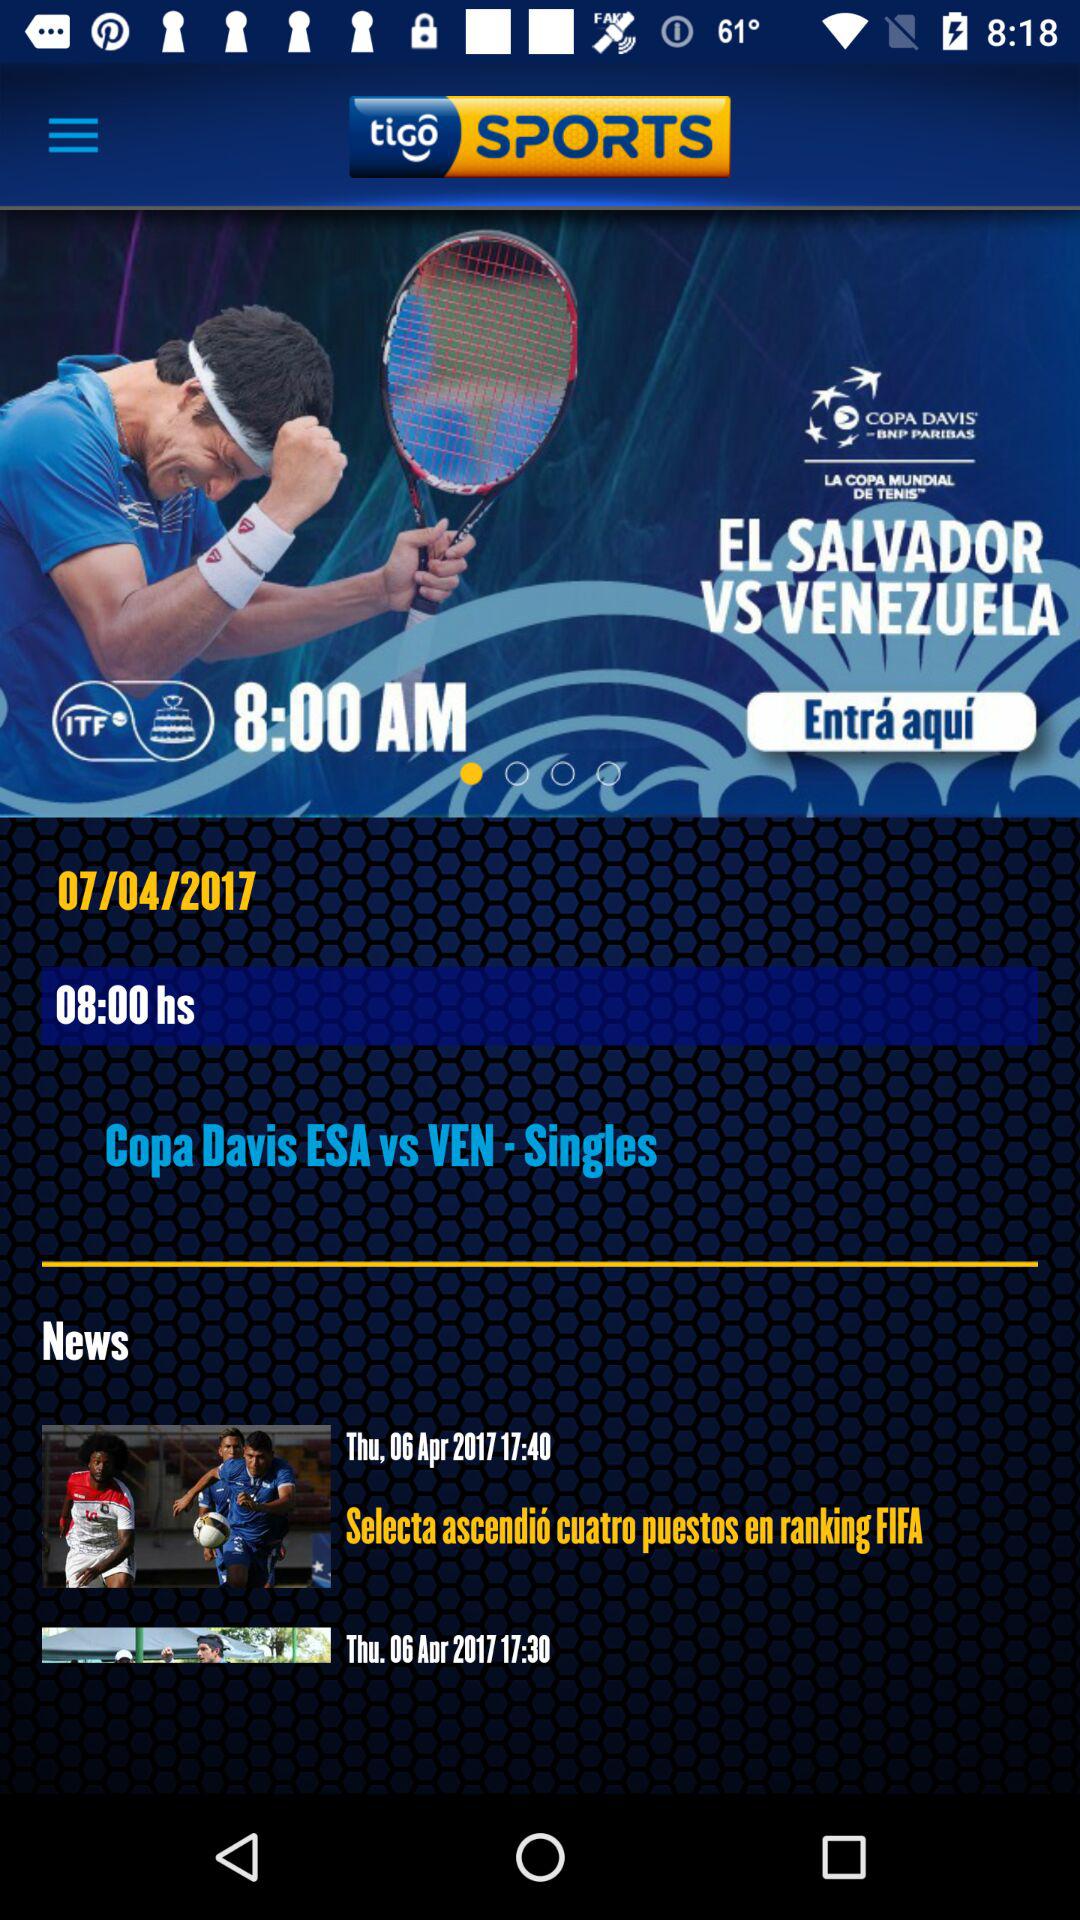 FAKE
61°
8:18
tigo SPORTS
COPA DAVIS
BNP PARIBAS
LA COPA MUNDIAL
DE TENIS™
EL SALVADOR
VS VENEZUELA
ITF
8:00 AM
Entrá aquí
07/04/2017
08:00 hs
Copa Davis ESA vs VEN - Singles
News
Thu, 06 Apr 2017 17:40
Selecta ascendió cuatro puestos en ranking FIFA
Thu, 06 Apr 2017 17:30